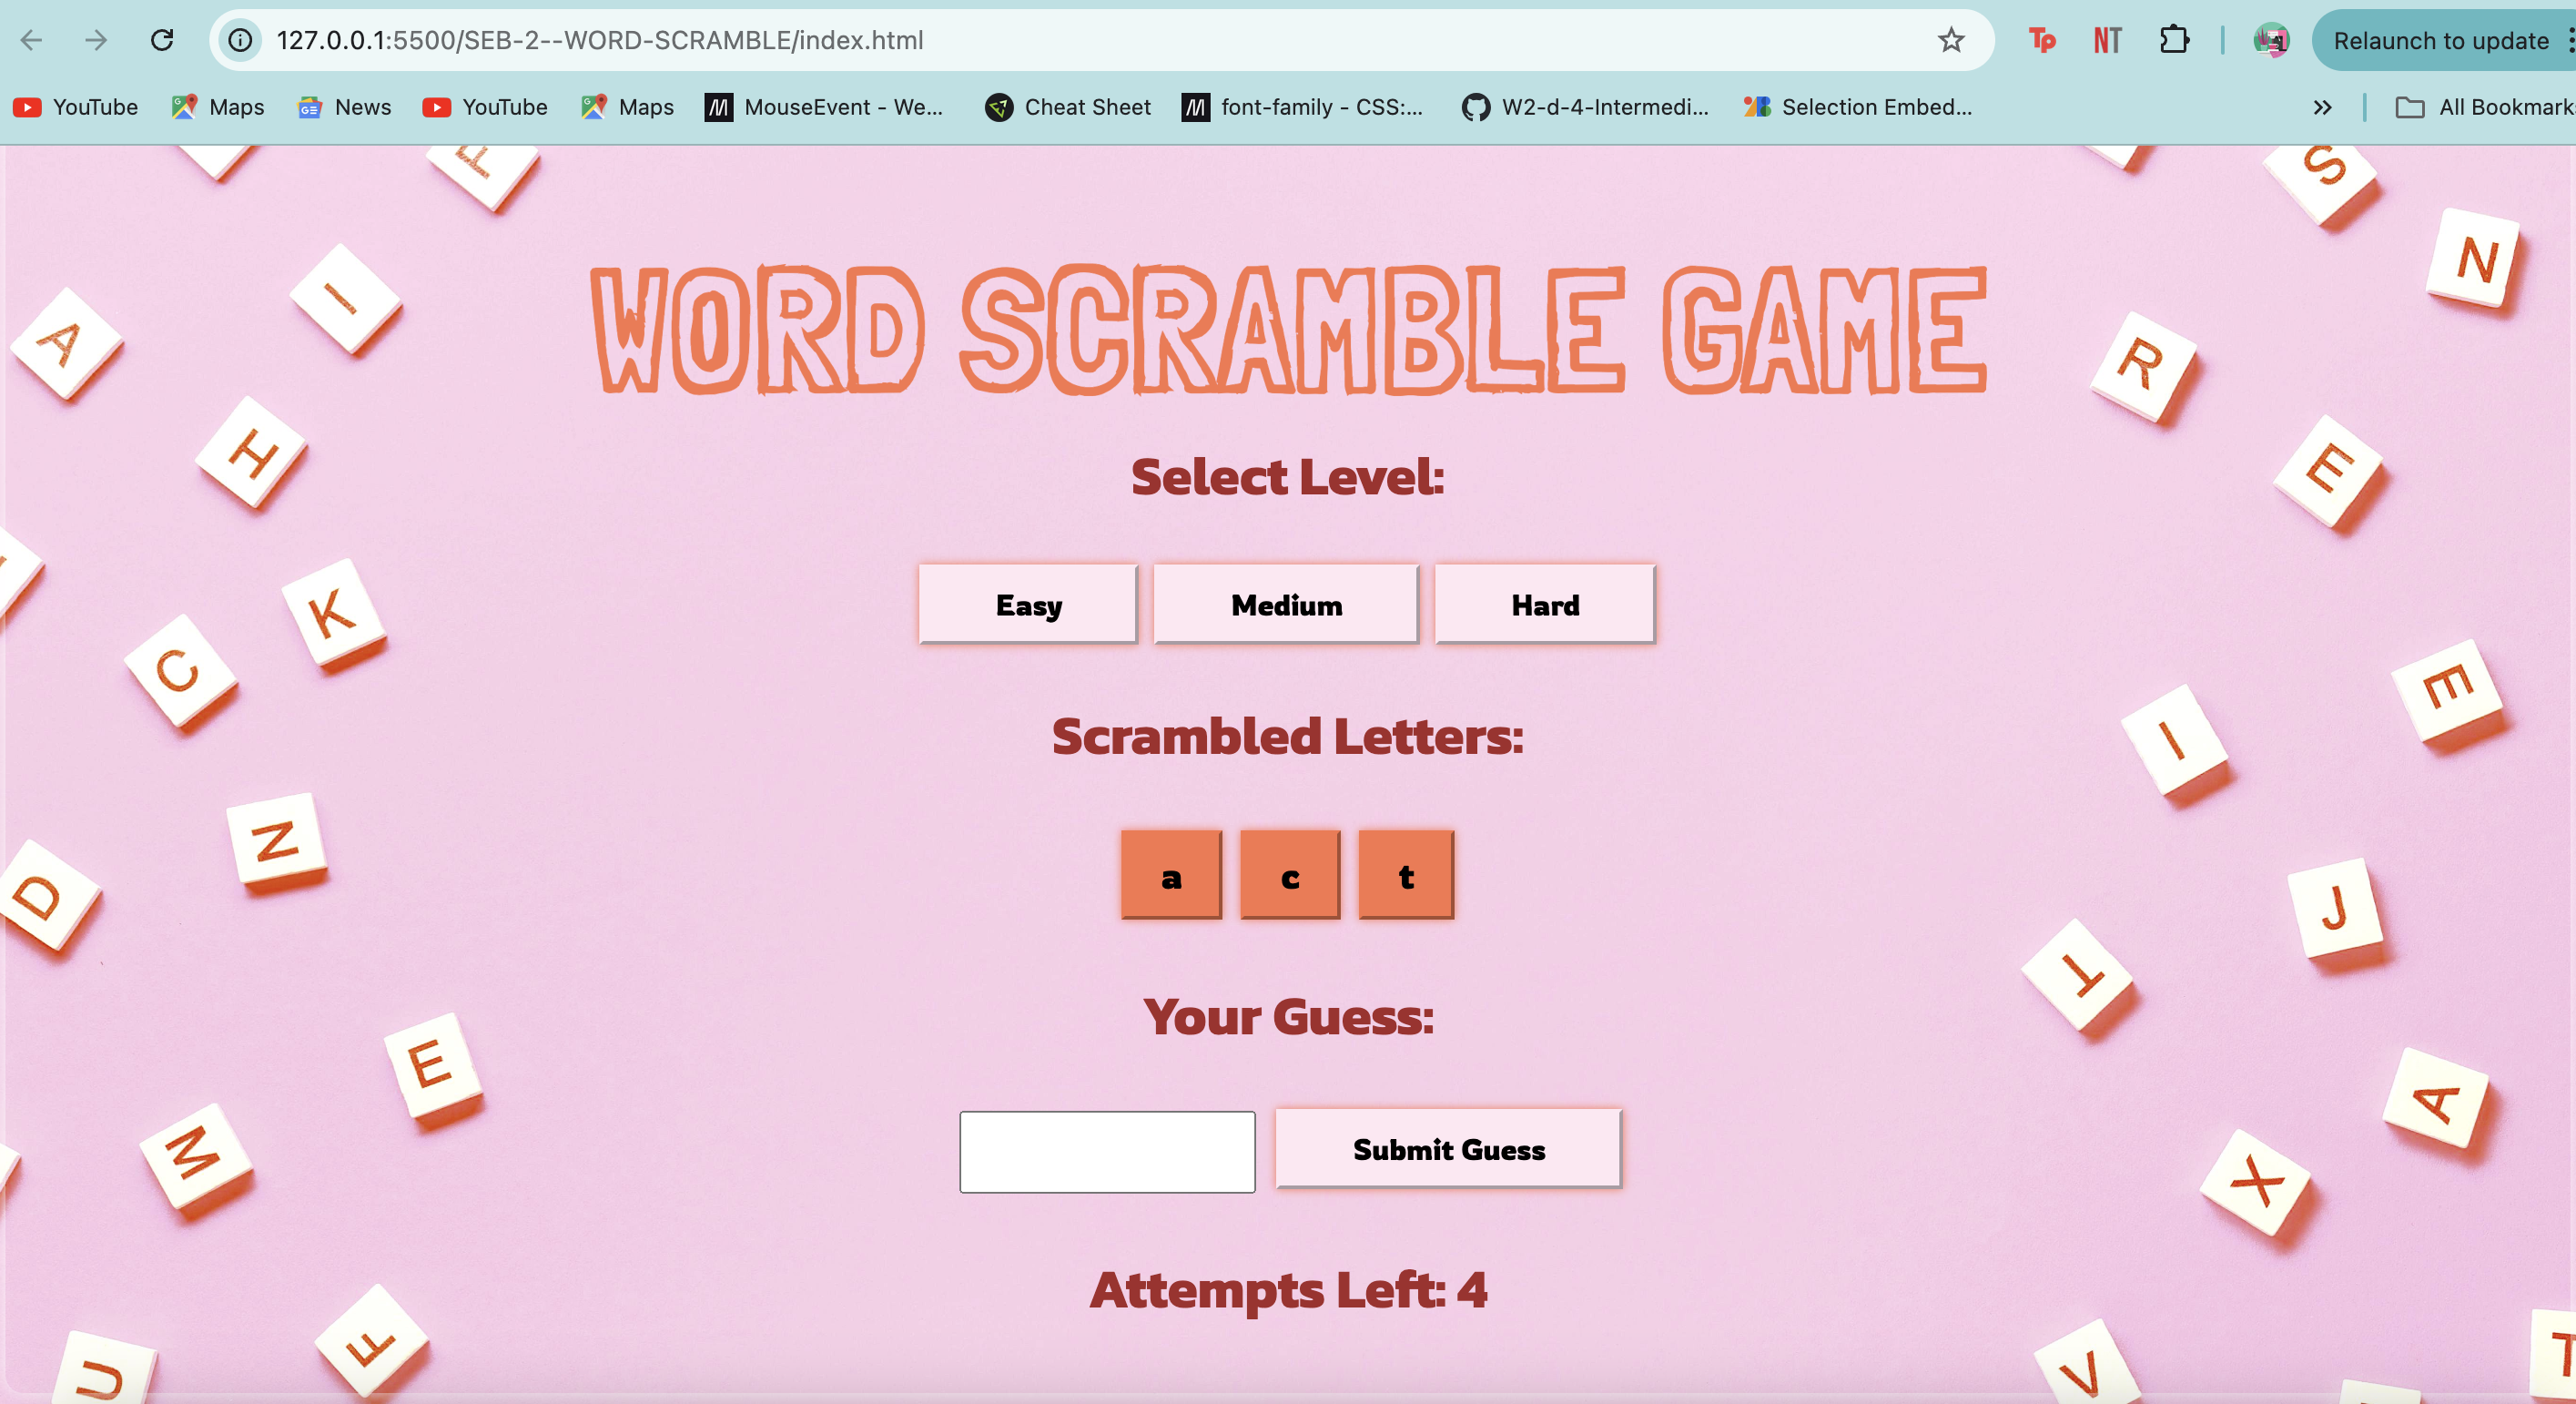 127.0.0.1:5500/SEB-2--WORD-SCRAMBLE/index.html
Tp
NT
Relaunch to update
YouTube
Maps
News
YouTube
Maps
MouseEvent - We...
Cheat Sheet
font-family - CSS:...
W2-d-4-Intermedi...
Selection Embed...
»
All Bookmark
WORD SCRAMBLE GAME
Select Level:
Easy Medium Hard
Scrambled Letters:
a c t
Your Guess:
Submit Guess
Attempts Left: 4
A
I
H
K
C
N
D
E
M
F
U
S
N
R
E
E
I
J
T
A
X
V
T